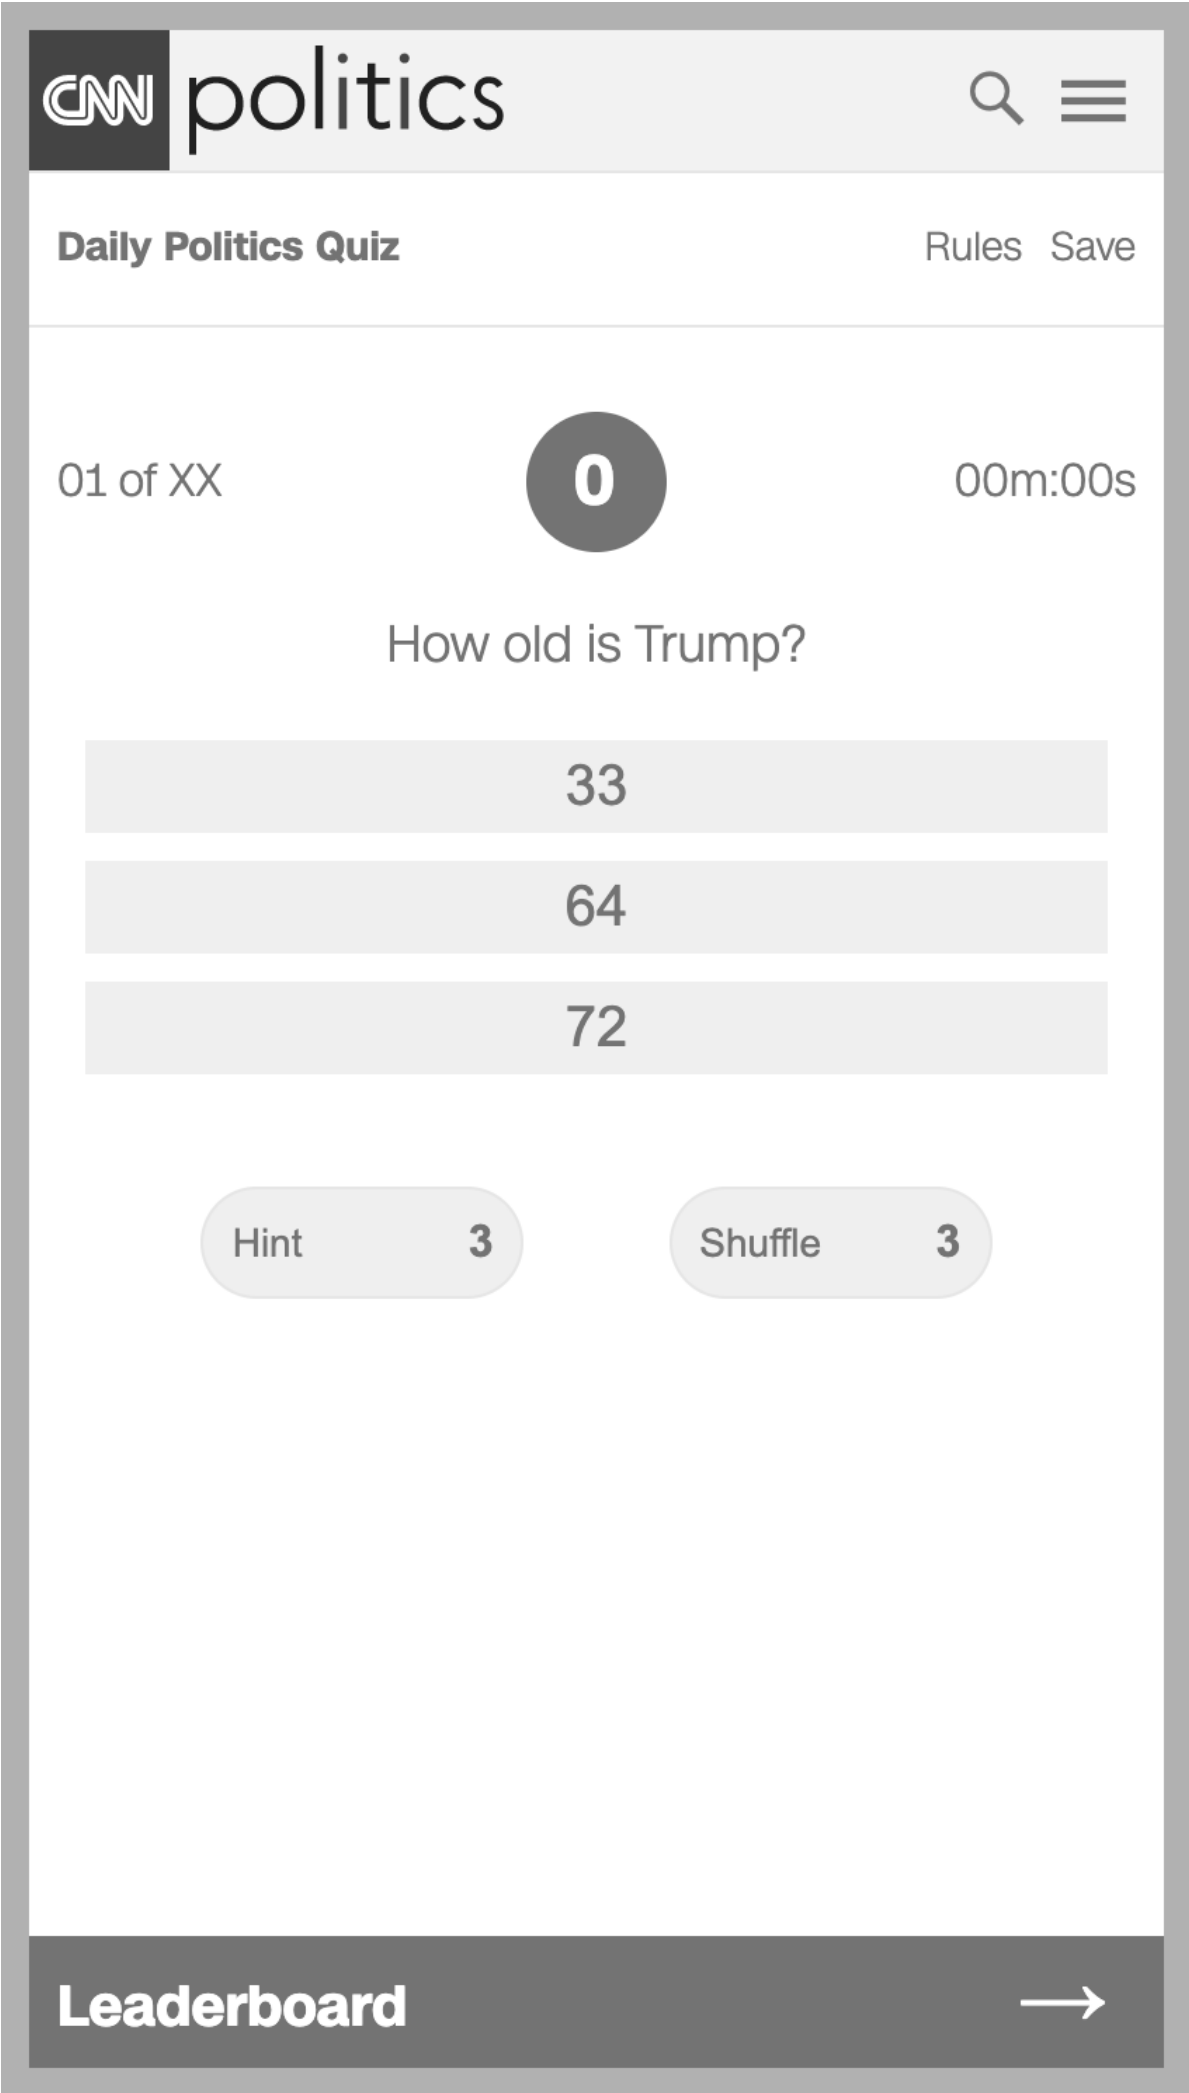 CNN politics
Daily Politics Quiz Rules Save
01 of XX 0 00m:00s
How old is Trump?
33
64
72
Hint 3 Shuffle 3
Leaderboard →